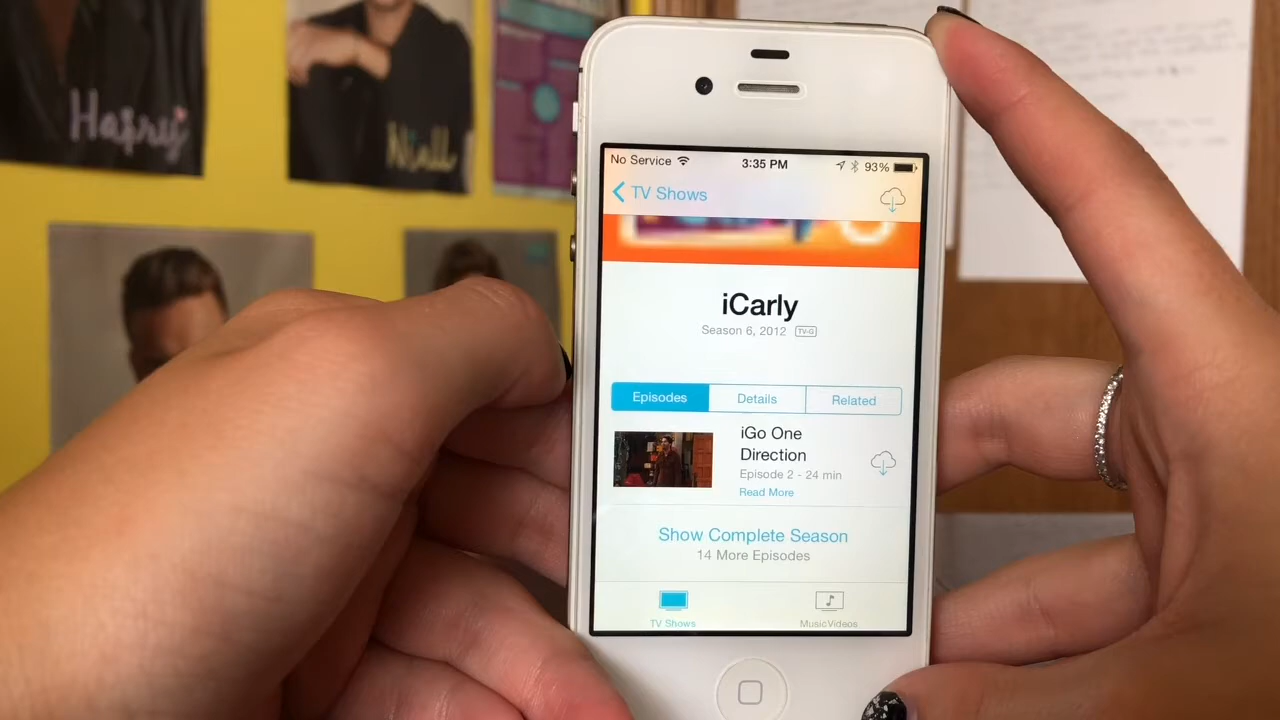 Harry
Niall
No Service
3:35 PM
93%
TV Shows
iCarly
Season 6, 2012 TV-G
Episodes
Details
Related
iGo One
Direction
Episode 2 - 24 min
Read More
Show Complete Season
14 More Episodes
TV Shows
Music Videos